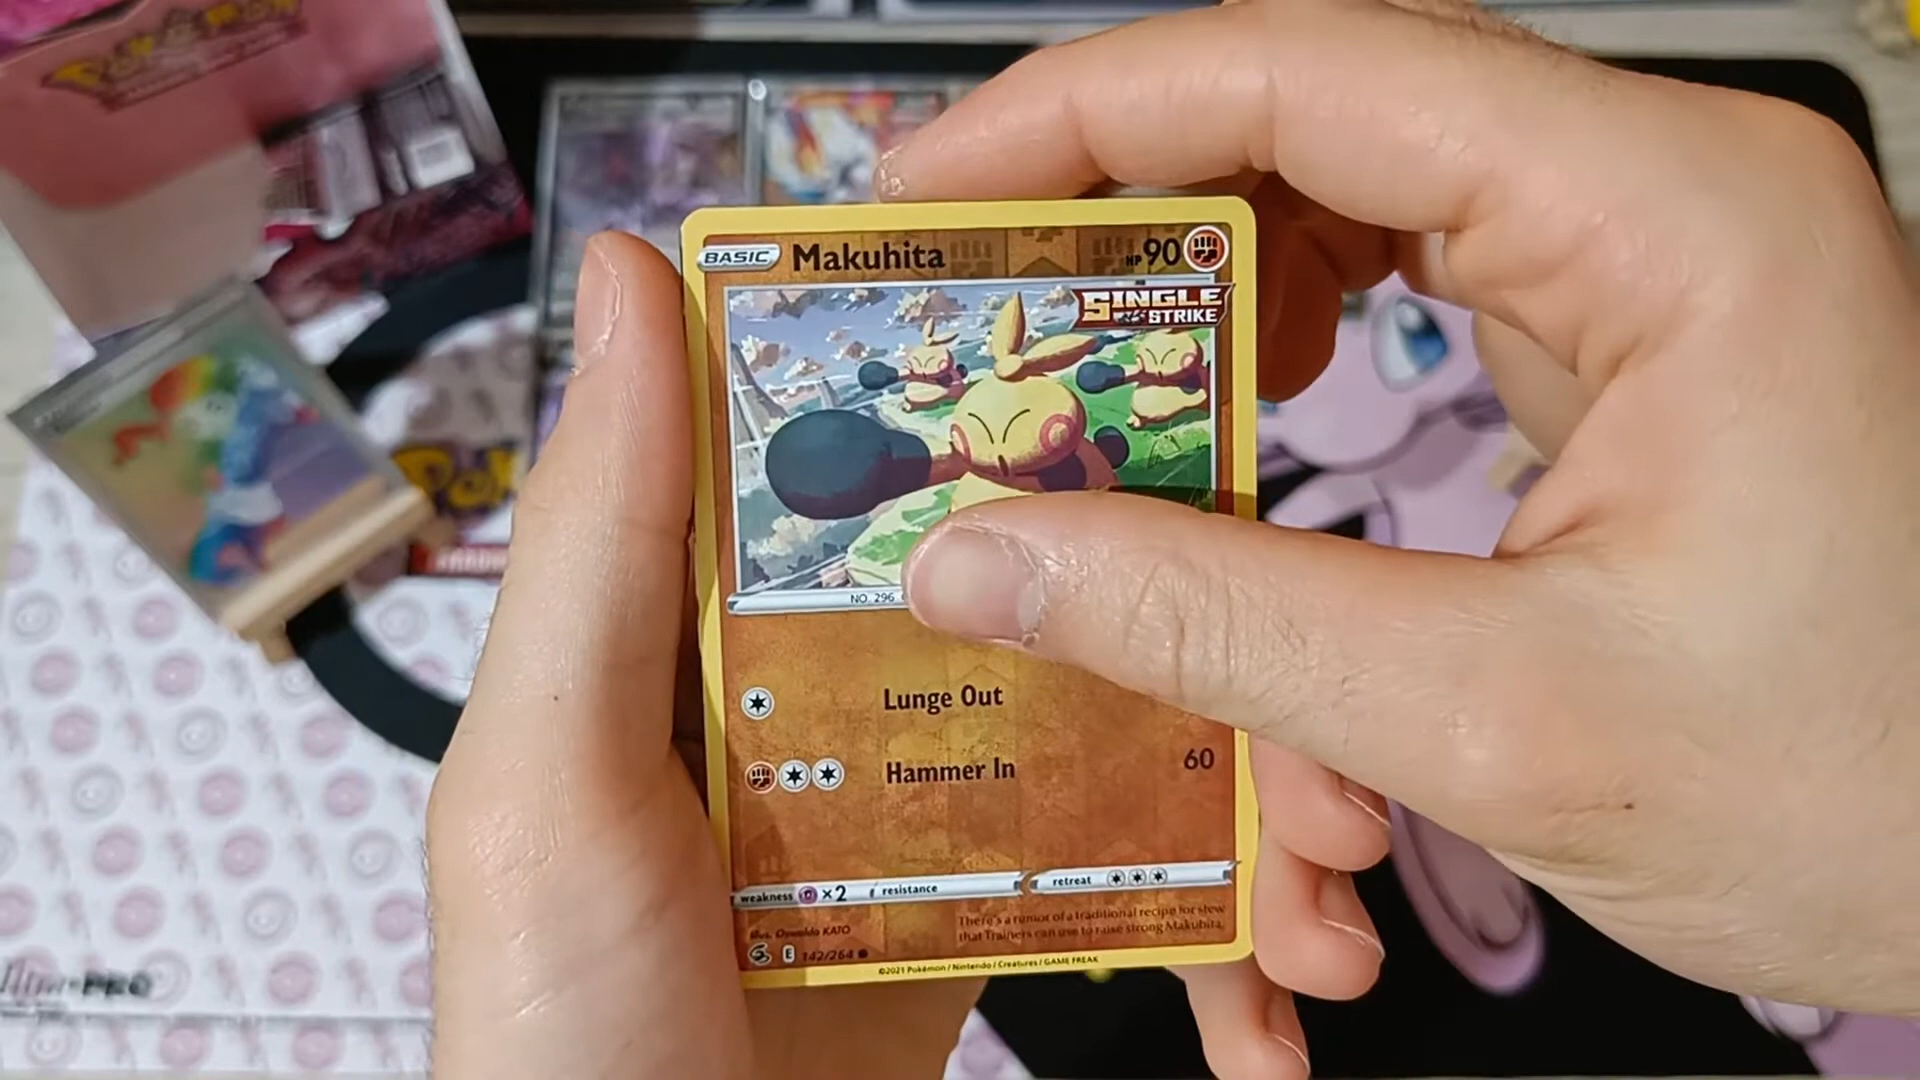 POKéMON
BASIC
Makuhita
HP 90
SINGLE
STRIKE
NO. 296
Lunge Out
Hammer In
60
weakness
×2
resistance
retreat
Illus. Oswaldo KATO
There's a rumor of a traditional recipe for stew
that Trainers can use to raise strong Makuhita.
E
142/264
©2021 Pokémon / Nintendo / Creatures / GAME FREAK